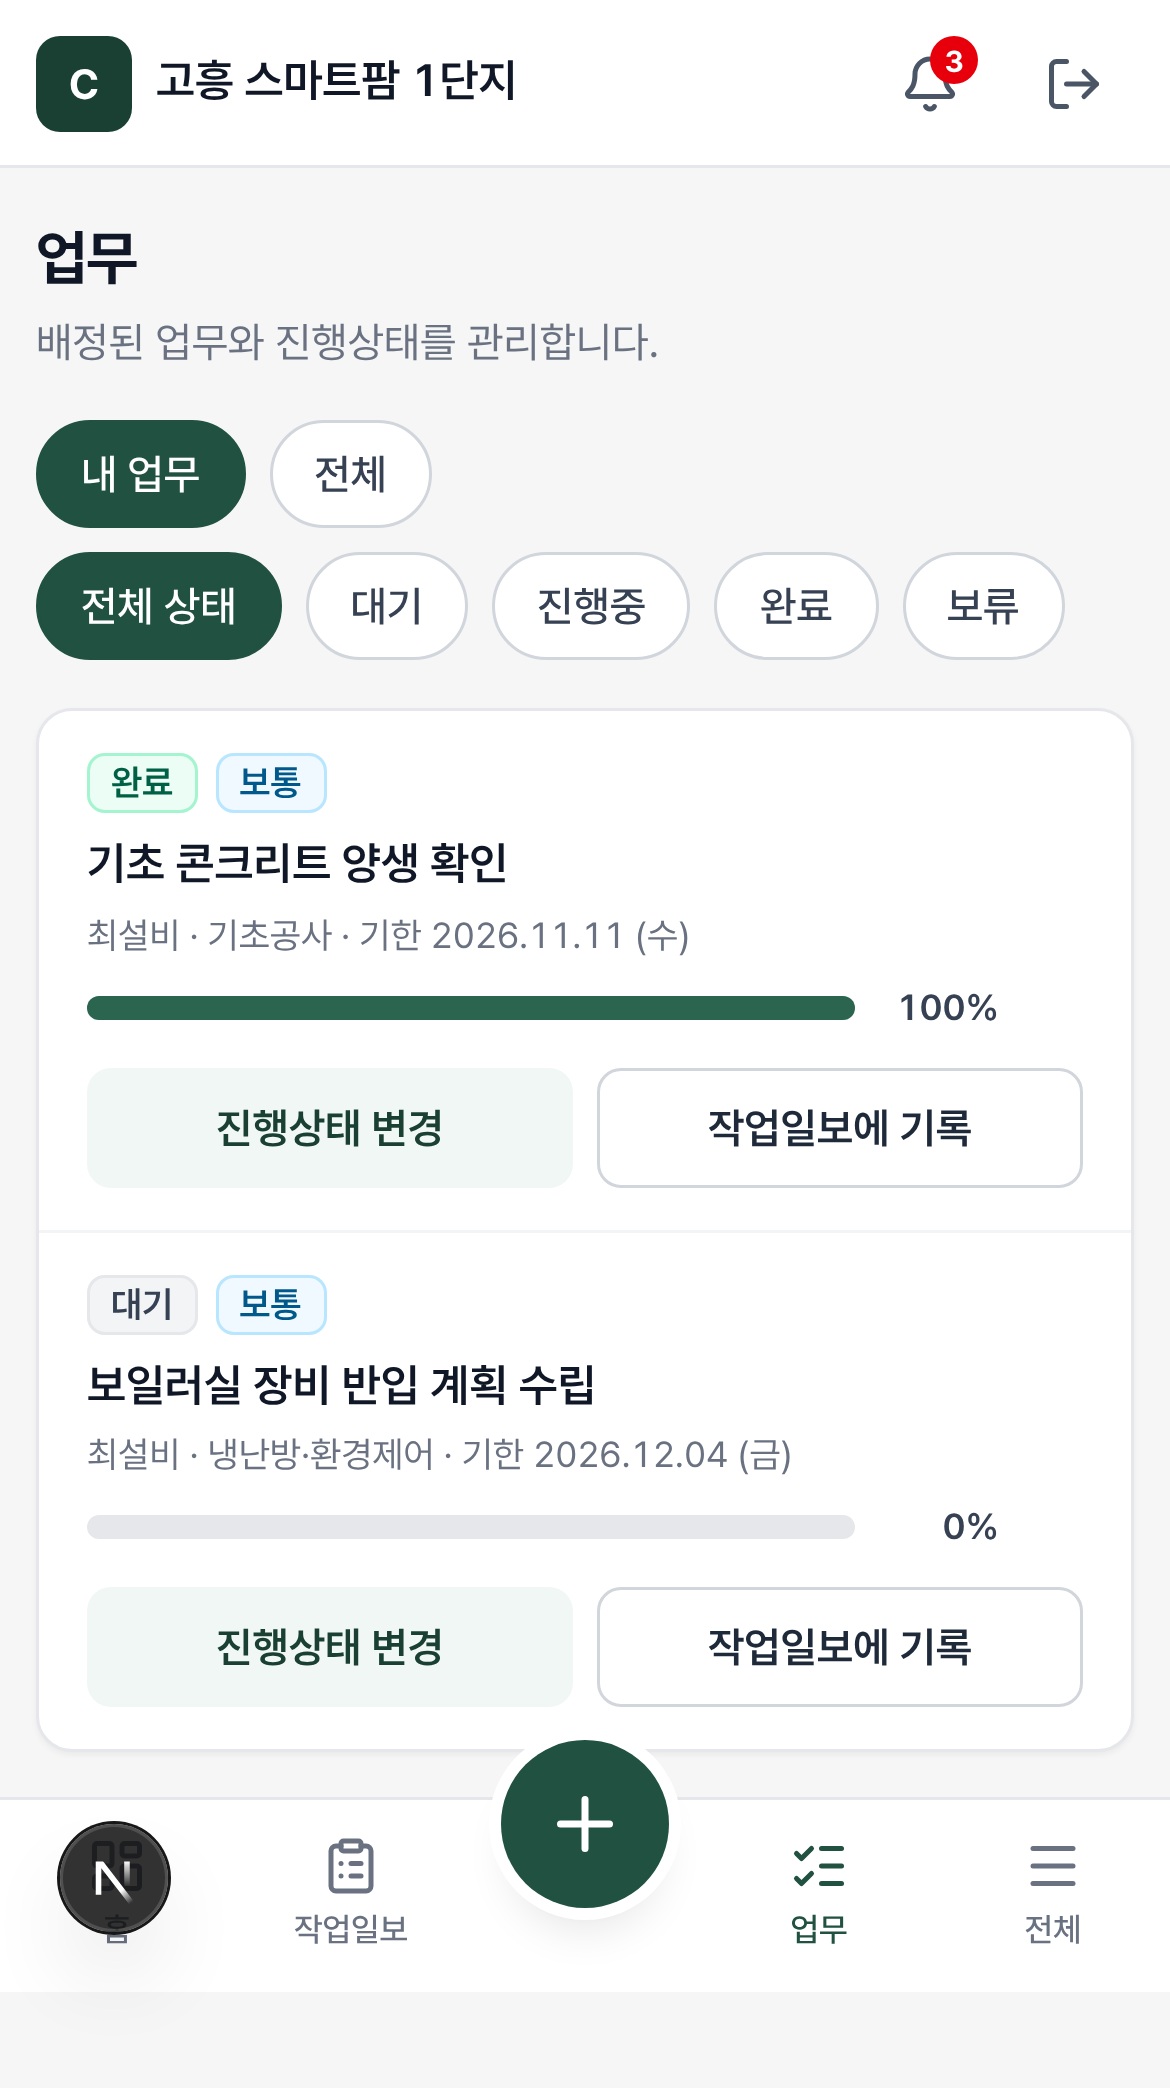 C 고흥 스마트팜 1단지 3
업무
배정된 업무와 진행상태를 관리합니다.
내 업무 전체
전체 상태 대기 진행중 완료 보류
완료 보통
기초 콘크리트 양생 확인
최설비 · 기초공사 · 기한 2026.11.11 (수)
100%
진행상태 변경 작업일보에 기록
대기 보통
보일러실 장비 반입 계획 수립
최설비 · 냉난방·환경제어 · 기한 2026.12.04 (금)
0%
진행상태 변경 작업일보에 기록
N
홈 작업일보 업무 전체